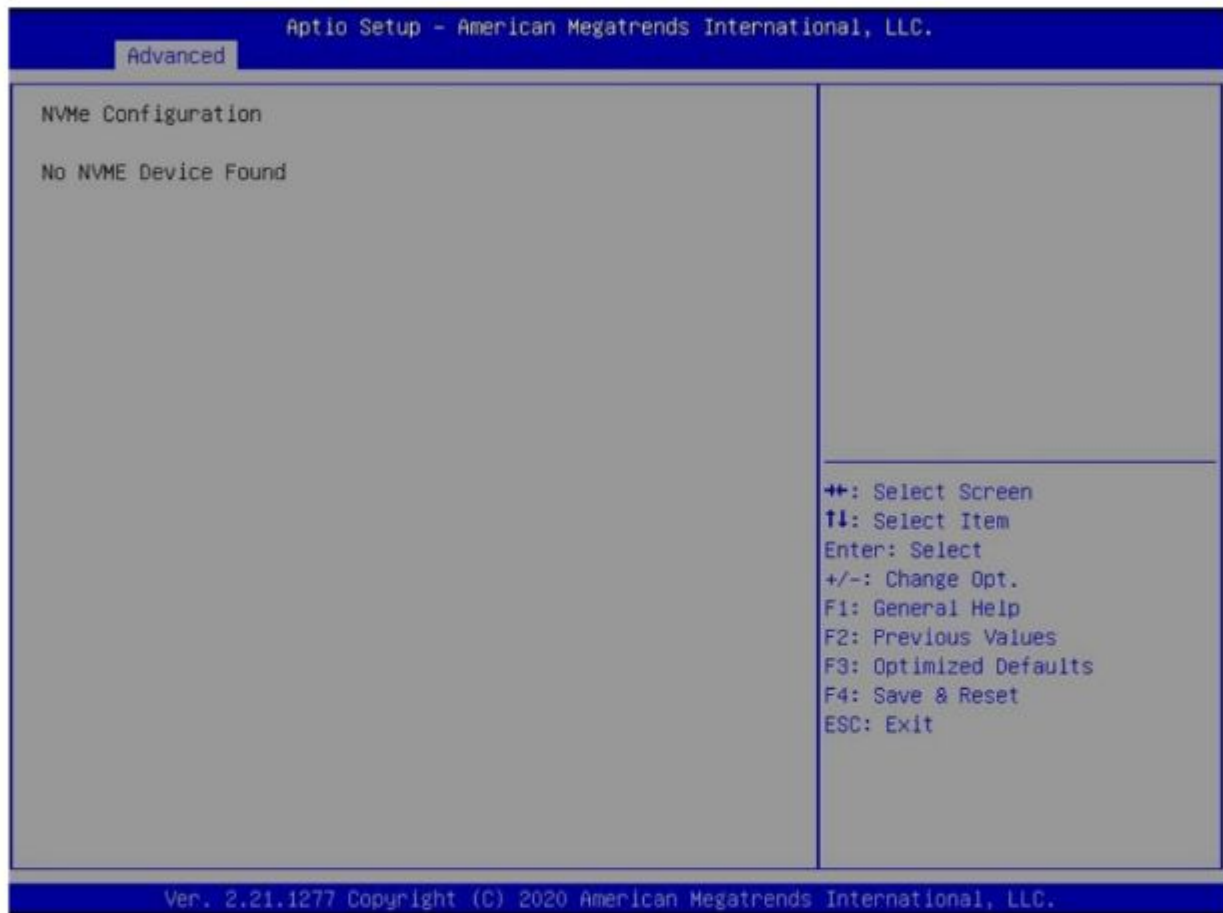 Aptio Setup – American Megatrends International, LLC.
Advanced
NVMe Configuration
No NVME Device Found
→←: Select Screen
↑↓: Select Item
Enter: Select
+/-: Change Opt.
F1: General Help
F2: Previous Values
F3: Optimized Defaults
F4: Save & Reset
ESC: Exit
Ver. 2.21.1277 Copyright (C) 2020 American Megatrends International, LLC.